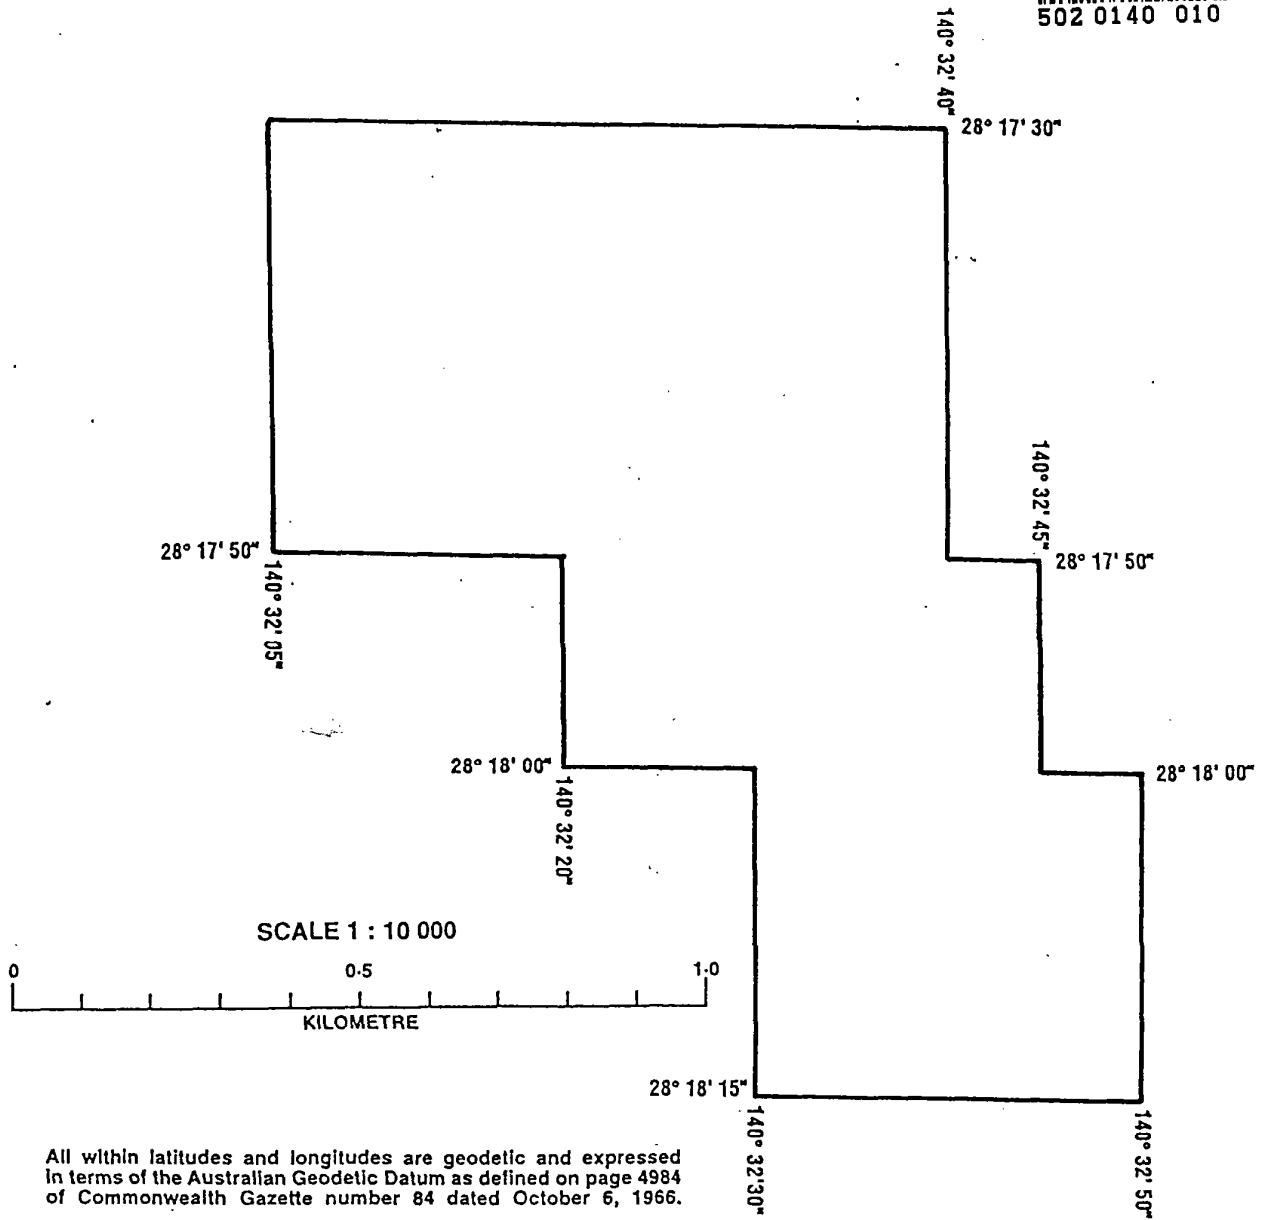 502 0140 010
140° 32' 40"
28° 17' 30"
140° 32' 45"
28° 17' 50"
28° 17' 50"
140° 32' 05"
28° 18' 00"
28° 18' 00"
140° 32' 20"
SCALE 1 : 10 000
0 0·5 1·0
KILOMETRE
28° 18' 15"
140° 32'30"
140° 32' 50"
All within latitudes and longitudes are geodetic and expressed
in terms of the Australian Geodetic Datum as defined on page 4984
of Commonwealth Gazette number 84 dated October 6, 1966.